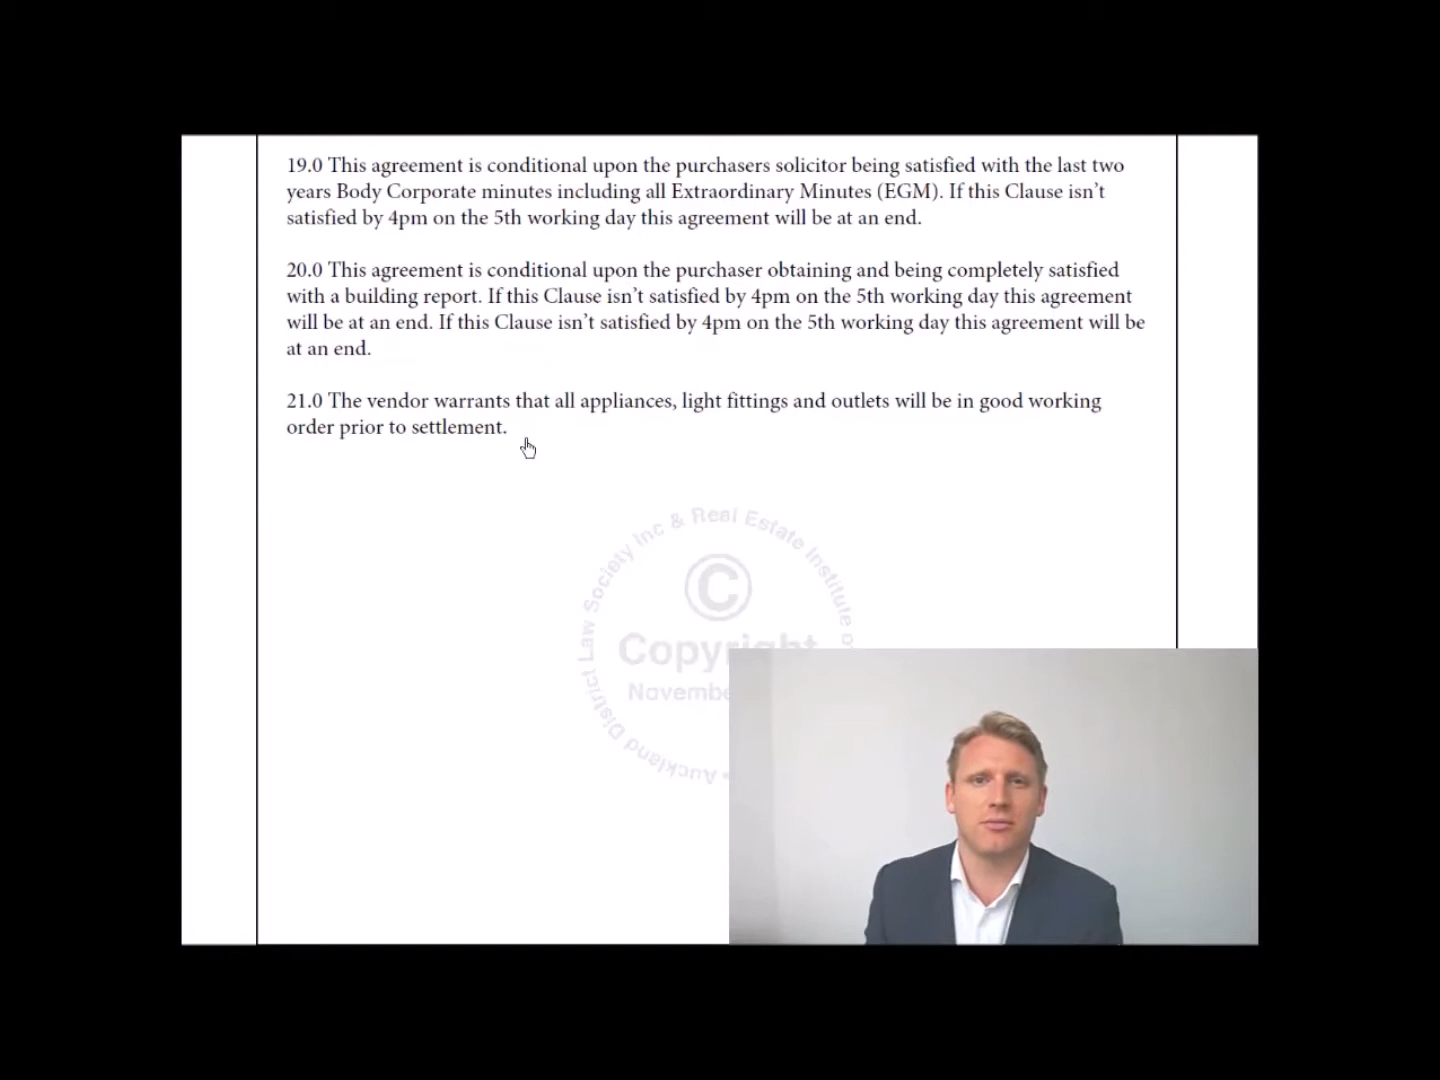 19.0 This agreement is conditional upon the purchasers solicitor being satisfied with the last two
years Body Corporate minutes including all Extraordinary Minutes (EGM). If this Clause isn't
satisfied by 4pm on the 5th working day this agreement will be at an end.
20.0 This agreement is conditional upon the purchaser obtaining and being completely satisfied
with a building report. If this Clause isn't satisfied by 4pm on the 5th working day this agreement
will be at an end. If this Clause isn't satisfied by 4pm on the 5th working day this agreement will be
at an end.
21.0 The vendor warrants that all appliances, light fittings and outlets will be in good working
order prior to settlement.
Auckland District Law Society Inc & Real Estate Institute
©